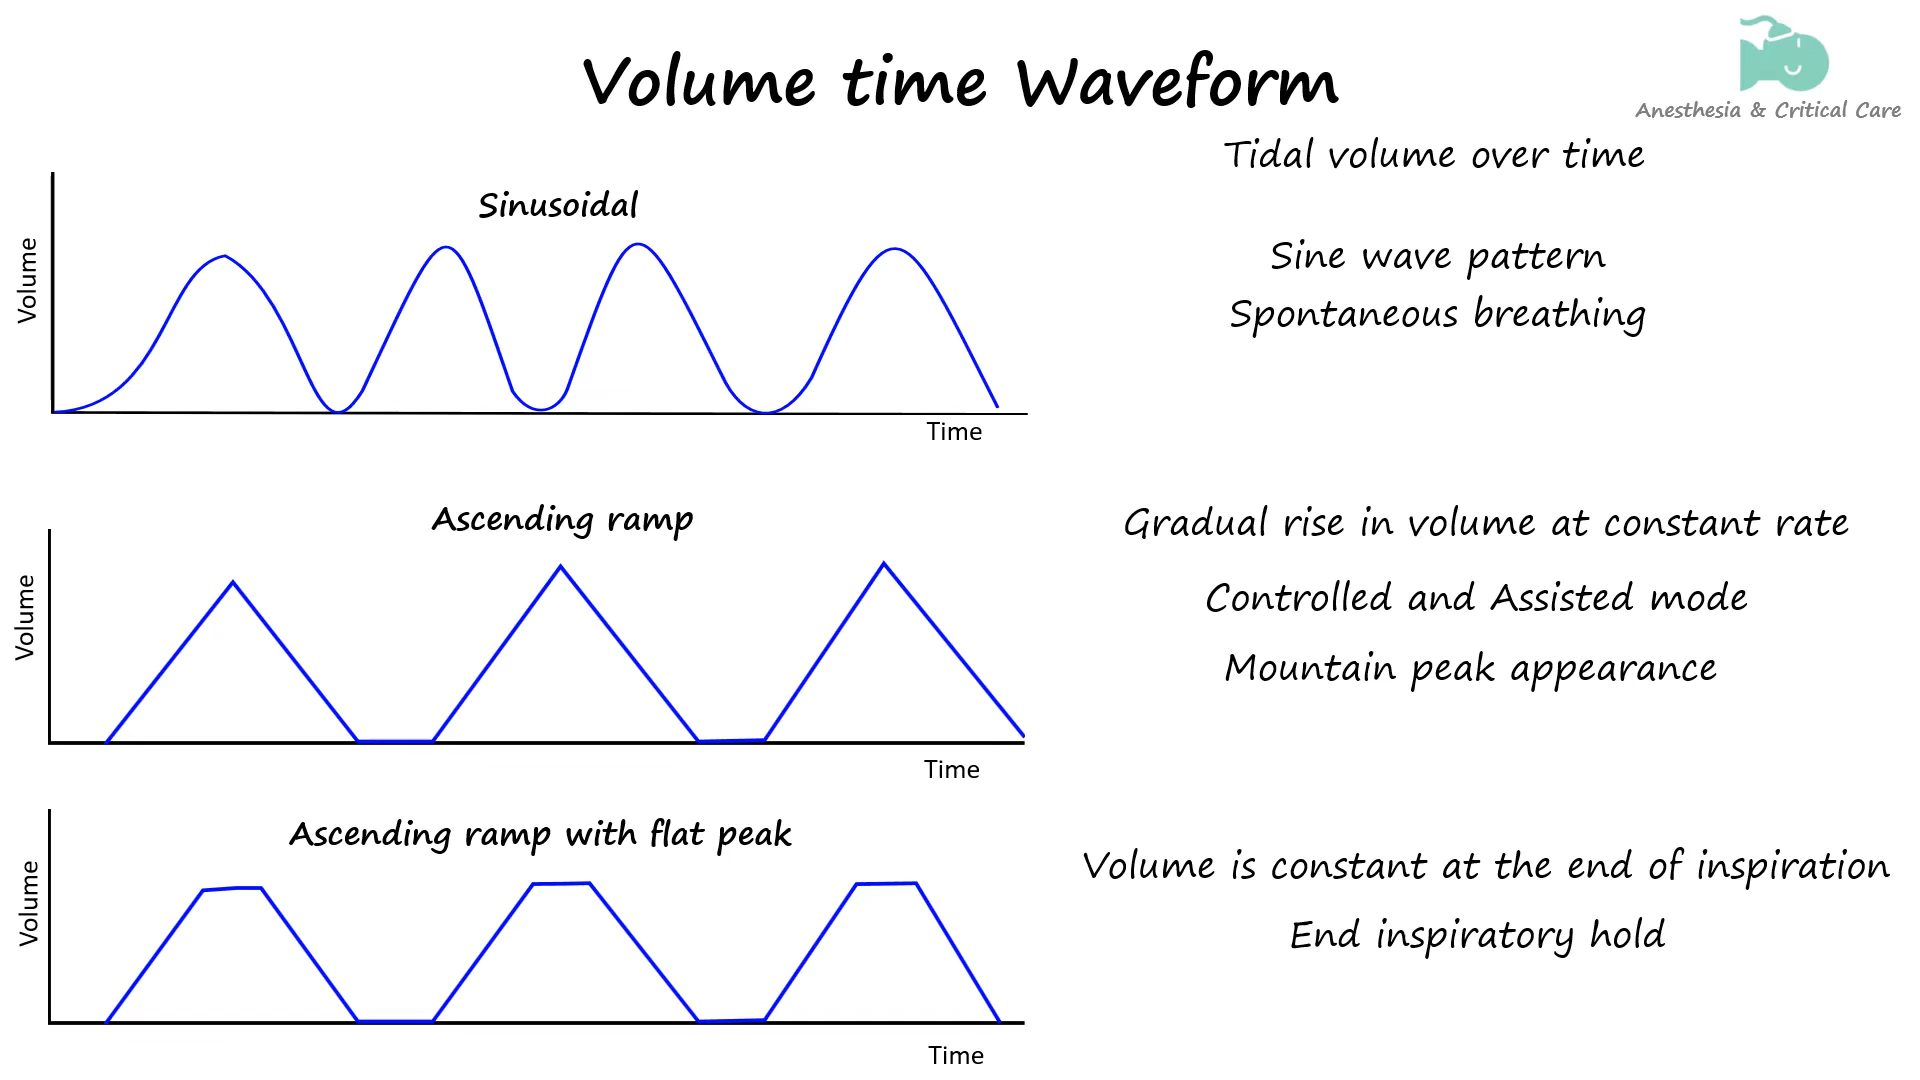 Volume time Waveform
Anesthesia & Critical Care
Tidal volume over time
Sinusoidal
Volume
Sine wave pattern
Spontaneous breathing
Time
Ascending ramp
Volume
Gradual rise in volume at constant rate
Controlled and Assisted mode
Mountain peak appearance
Time
Ascending ramp with flat peak
Volume
Volume is constant at the end of inspiration
End inspiratory hold
Time